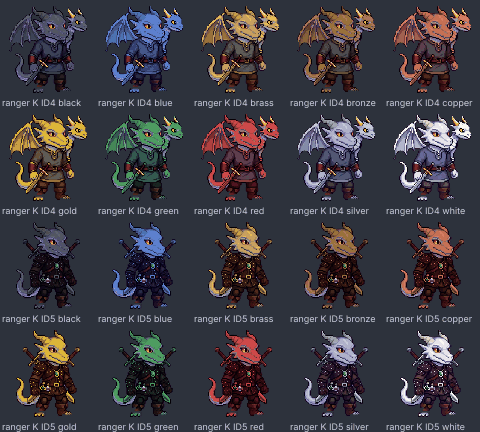 ranger K ID4 black ranger K ID4 blue ranger K ID4 brass ranger K ID4 bronze ranger K ID4 copper
ranger K ID4 gold ranger K ID4 green ranger K ID4 red ranger K ID4 silver ranger K ID4 white
ranger K ID5 black ranger K ID5 blue ranger K ID5 brass ranger K ID5 bronze ranger K ID5 copper
ranger K ID5 gold ranger K ID5 green ranger K ID5 red ranger K ID5 silver ranger K ID5 white